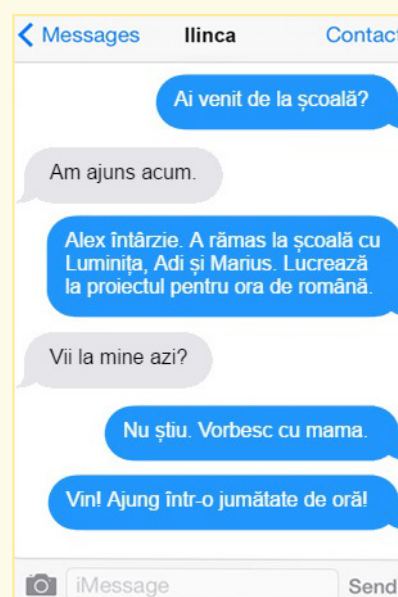 Messages Ilinca Contact
Ai venit de la școală?
Am ajuns acum.
Alex întârzie. A rămas la școală cu
Luminița, Adi și Marius. Lucrează
la proiectul pentru ora de română.
Vii la mine azi?
Nu știu. Vorbesc cu mama.
Vin! Ajung într-o jumătate de oră!
iMessage Send